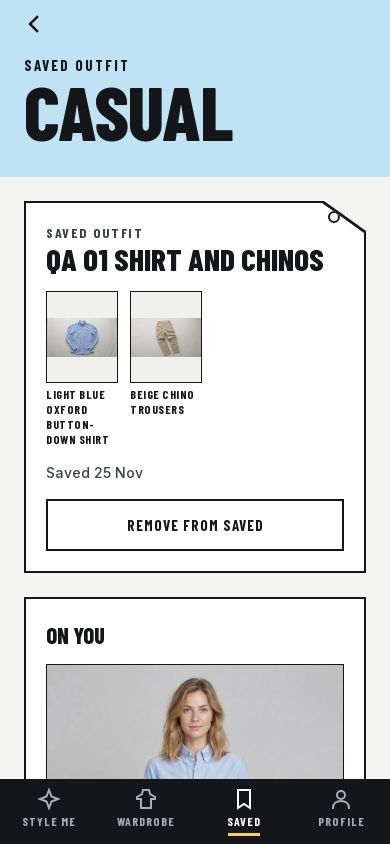 SAVED OUTFIT
CASUAL
SAVED OUTFIT
QA 01 SHIRT AND CHINOS
LIGHT BLUE
OXFORD
BUTTON-
DOWN SHIRT
BEIGE CHINO
TROUSERS
Saved 25 Nov
REMOVE FROM SAVED
ON YOU
STYLE ME
WARDROBE
SAVED
PROFILE